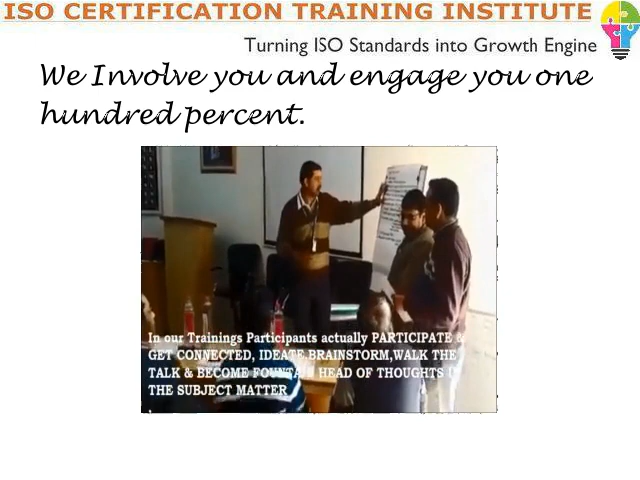 ISO CERTIFICATION TRAINING INSTITUTE
Turning ISO Standards into Growth Engine
We Involve you and engage you one
hundred percent.
In our Trainings Participants actually PARTICIPATE &
GET CONNECTED, IDEATE,BRAINSTORM,WALK THE
TALK & BECOME FOUNTAIN HEAD OF THOUGHTS
THE SUBJECT MATTER